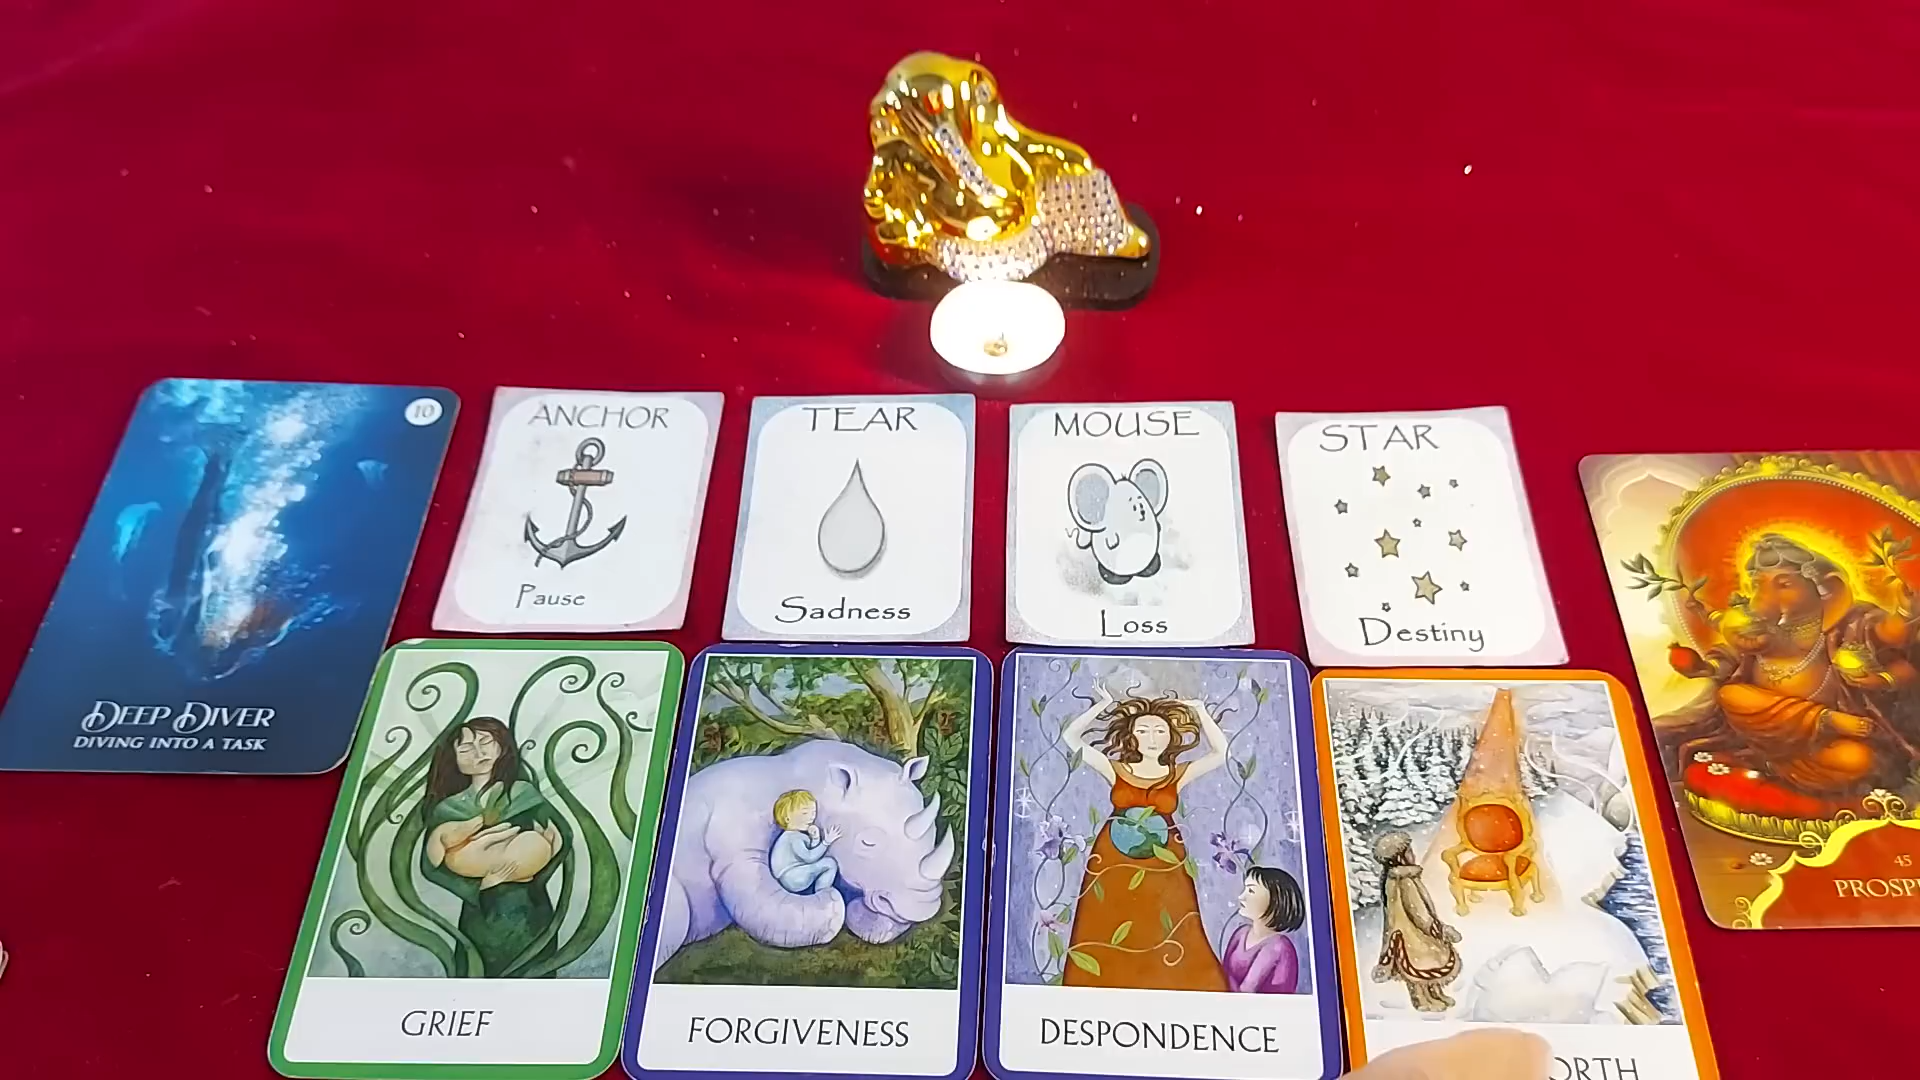 10
DEEP DIVER
DIVING INTO A TASK
ANCHOR
Pause
TEAR
Sadness
MOUSE
Loss
STAR
Destiny
45
GRIEF
FORGIVENESS
DESPONDENCE